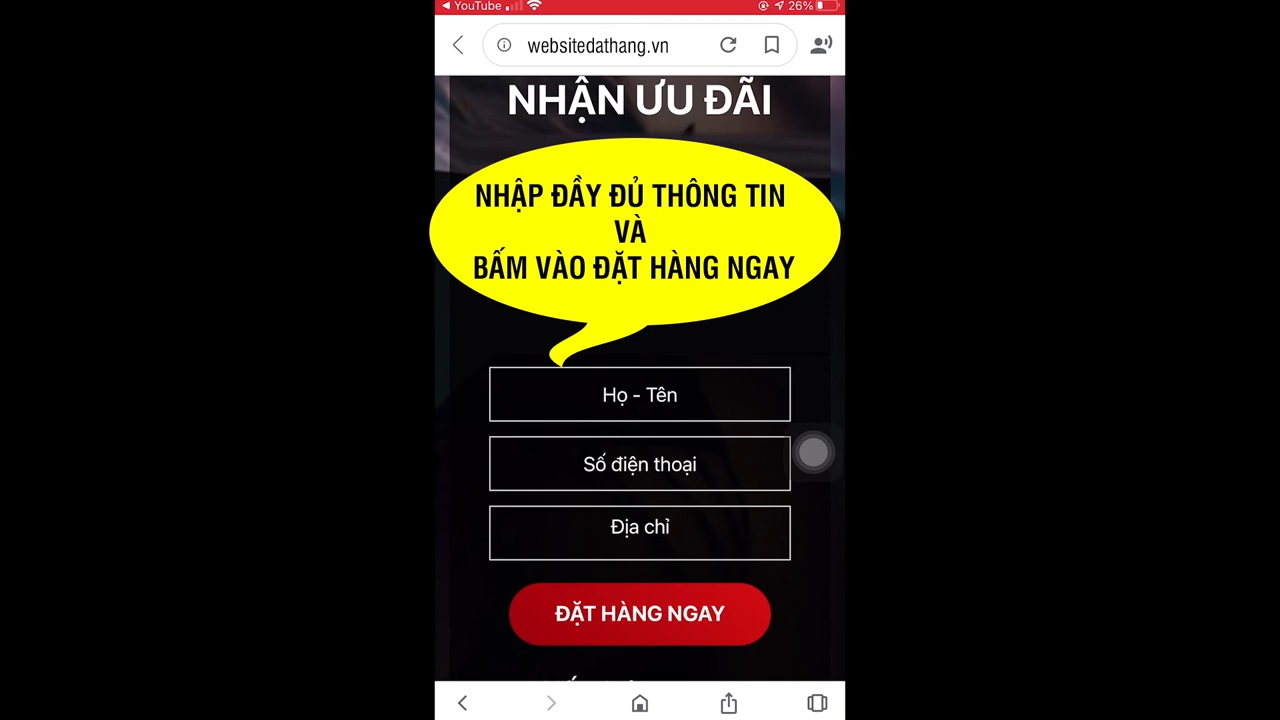 YouTube
26%
websitedathang.vn
NHẬN ƯU ĐÃI
NHẬP ĐẦY ĐỦ THÔNG TIN
VÀ
BẤM VÀO ĐẶT HÀNG NGAY
Họ - Tên
Số điện thoại
Địa chỉ
ĐẶT HÀNG NGAY